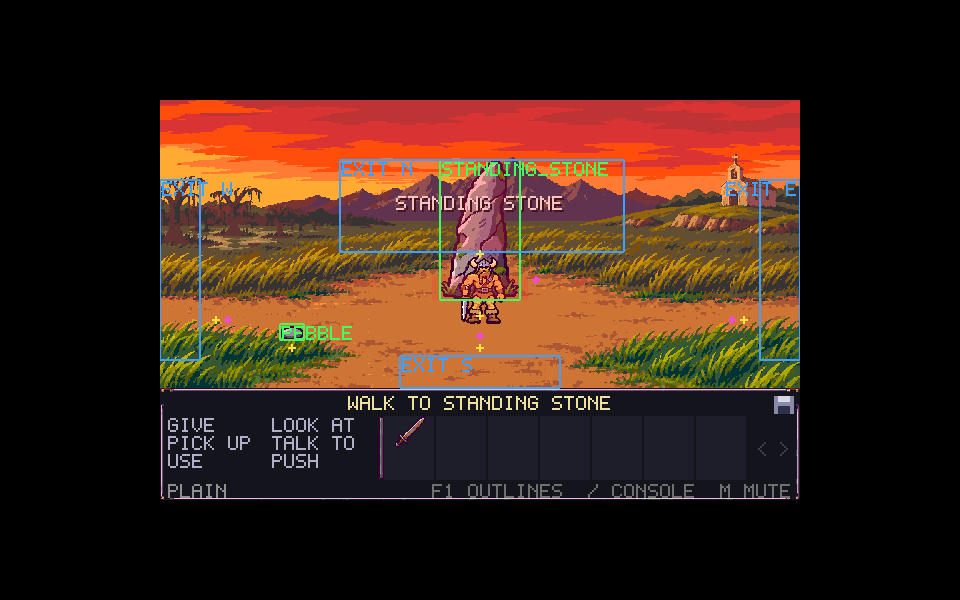 EXIT N
STANDING_STONE
EXIT W
EXIT E
STANDING STONE
PEBBLE
EXIT S
WALK TO STANDING STONE
GIVE LOOK AT
PICK UP TALK TO
USE PUSH
< >
PLAIN F1 OUTLINES / CONSOLE M MUTE